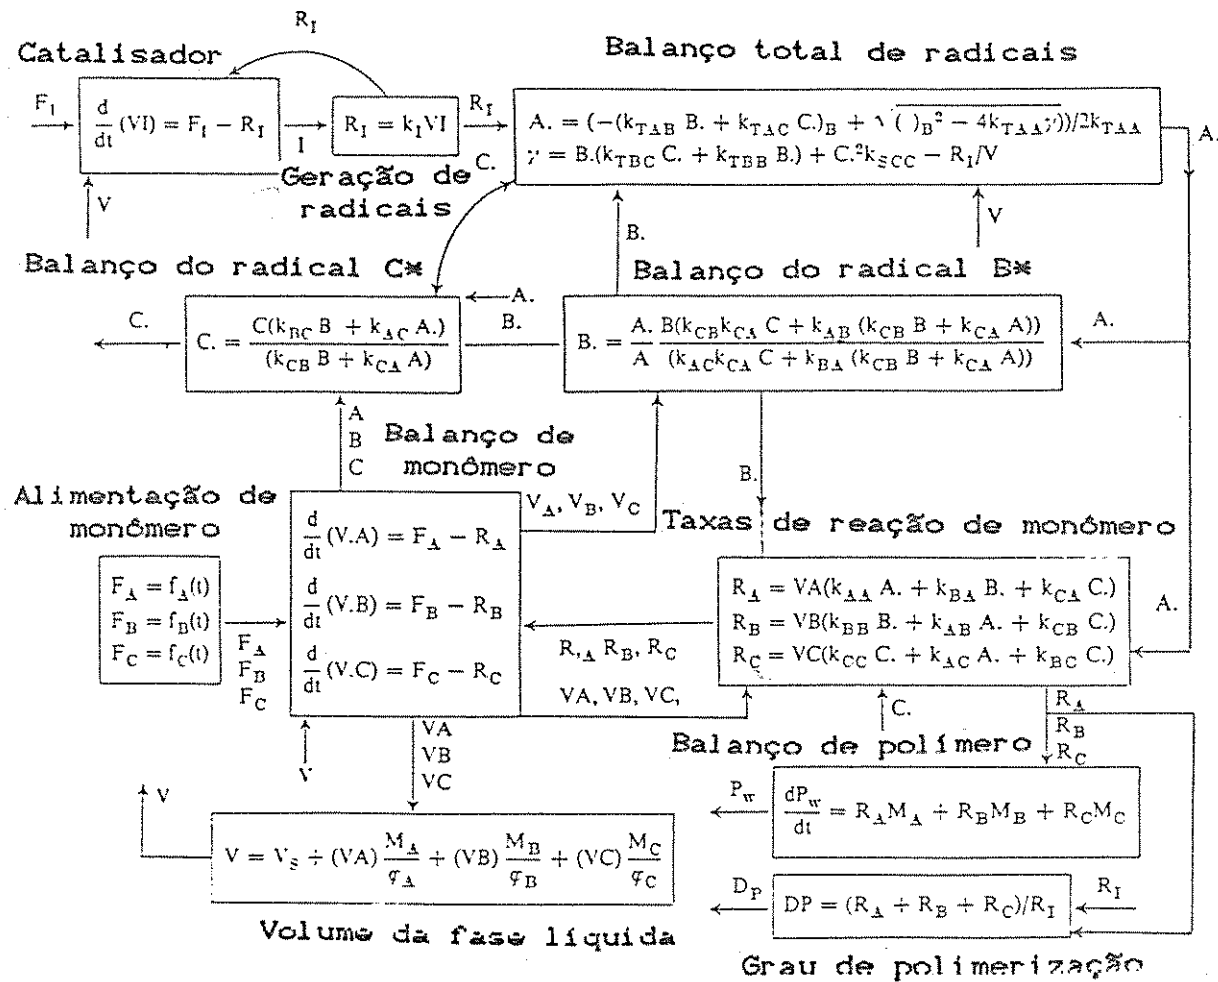 R_I
Catalisador
Balanço total de radicais
F_I
d/dt (VI) = F_I − R_I
I
R_I = k_I VI
R_I
A. = (−(k_TAB B. + k_TAC C.)_B + √( )_B² − 4k_TAA γ))/2k_TAA
γ = B.(k_TBC C. + k_TBB B.) + C.²k_SCC − R_I/V
A.
C.
Geração de
radicais
V
B.
V
Balanço do radical C*
Balanço do radical B*
C.
C. = C(k_BC B + k_AC A.) / (k_CB B + k_CA A)
A.
B.
B. = A./A B(k_CB k_CA C + k_AB (k_CB B + k_CA A)) / (k_AC k_CA C + k_BA (k_CB B + k_CA A))
A.
A
B
C
Balanço de
monômero
B.
Alimentação de
monômero
V_A, V_B, V_C
Taxas de reação de monômero
F_A = f_A(t)
F_B = f_B(t)
F_C = f_C(t)
F_A
F_B
F_C
d/dt (V.A) = F_A − R_A
d/dt (V.B) = F_B − R_B
d/dt (V.C) = F_C − R_C
R,_A R_B, R_C
VA, VB, VC,
R_A = VA(k_AA A. + k_BA B. + k_CA C.)
R_B = VB(k_BB B. + k_AB A. + k_CB C.)
R_C = VC(k_CC C. + k_AC A. + k_BC C.)
A.
V
VA
VB
VC
C.
R_A
R_B
R_C
Balanço de polímero
V
V = V_S + (VA) M_A/φ_A + (VB) M_B/φ_B + (VC) M_C/φ_C
Volume da fase líquida
P_w
dP_w/dt = R_A M_A + R_B M_B + R_C M_C
D_P
DP = (R_A + R_B + R_C)/R_I
R_I
Grau de polimerização